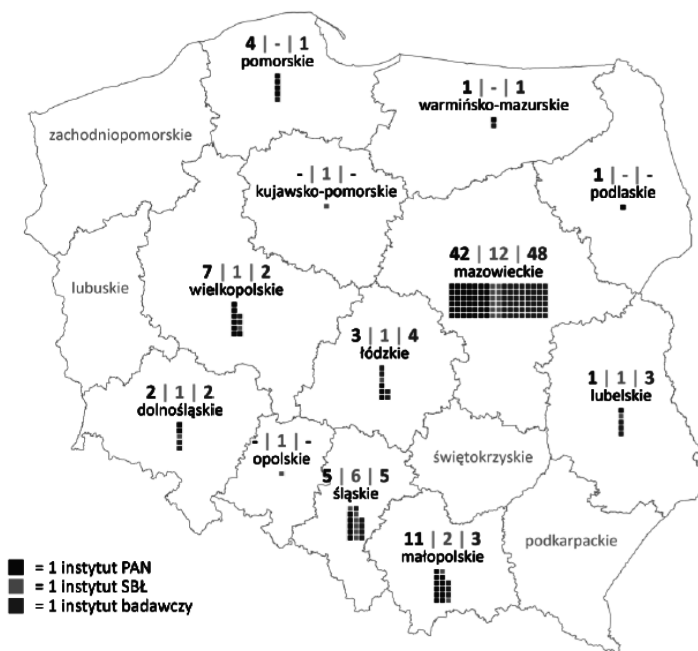 4 | - | 1
pomorskie
1 | - | 1
warmińsko-mazurskie
zachodniopomorskie
- | 1 | -
kujawsko-pomorskie
1 | - | -
podlaskie
42 | 12 | 48
mazowieckie
7 | 1 | 2
wielkopolskie
lubuskie
3 | 1 | 4
łódzkie
2 | 1 | 2
dolnośląskie
1 | 1 | 3
lubelskie
- | 1 | -
opolskie
świętokrzyskie
5 | 6 | 5
śląskie
11 | 2 | 3
małopolskie
podkarpackie
= 1 instytut PAN
= 1 instytut SBŁ
= 1 instytut badawczy